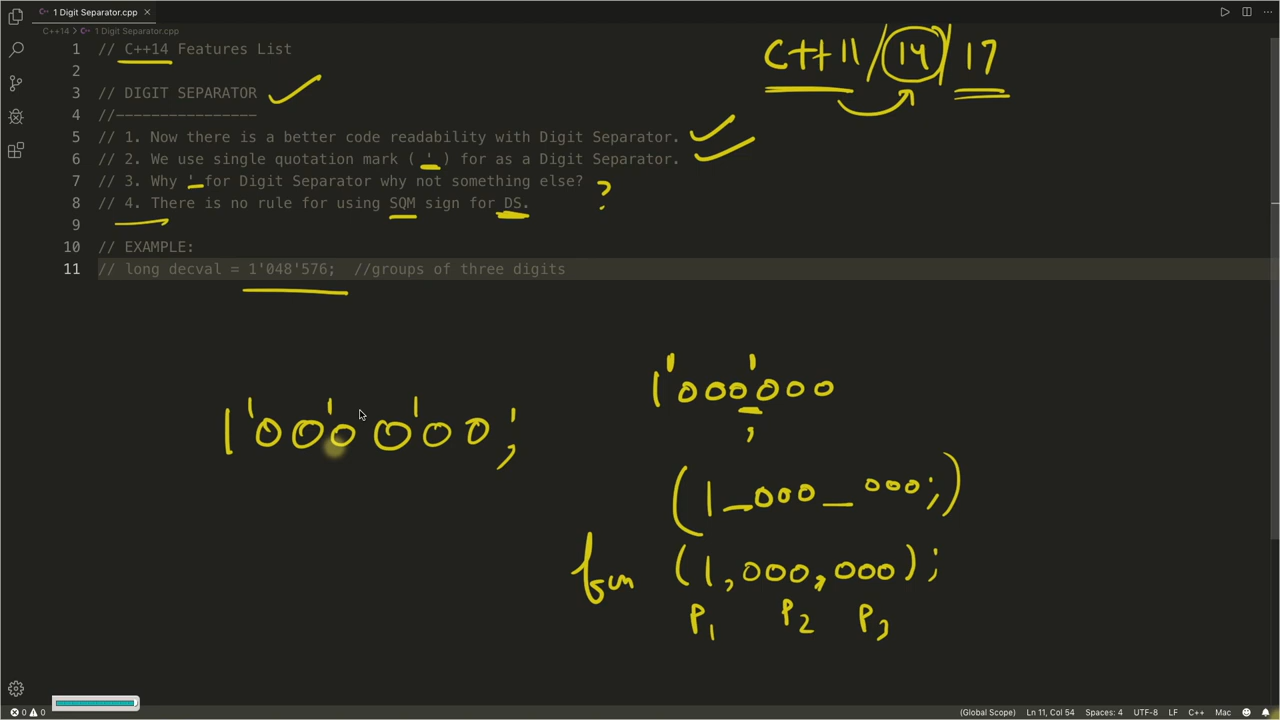 1 Digit Separator.cpp
C++14 > 1 Digit Separator.cpp
1 // C++14 Features List
2
3 // DIGIT SEPARATOR
4 //----------------
5 // 1. Now there is a better code readability with Digit Separator.
6 // 2. We use single quotation mark ( ' ) for as a Digit Separator.
7 // 3. Why ' for Digit Separator why not something else?
8 // 4. There is no rule for using SQM sign for DS.
9
10 // EXAMPLE:
11 // long decval = 1'048'576; //groups of three digits
C++11/14/17
?
1'000'000
,
1'00'00'00;
(1_000_000;)
fun (1,000,000);
P1 P2 P3
0 0 (Global Scope) Ln 11, Col 54 Spaces: 4 UTF-8 LF C++ Mac